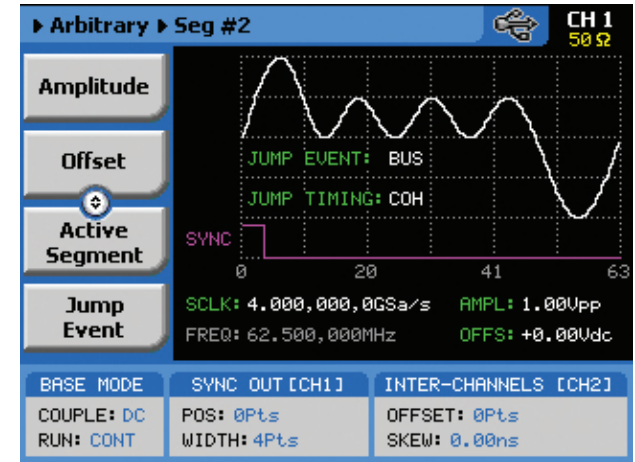 Arbitrary Seg #2
CH 1
50 Ω
Amplitude
Offset
Active
Segment
Jump
Event
JUMP EVENT: BUS
JUMP TIMING: COH
SYNC
0 20 41 63
SCLK: 4.000,000,0GSa/s AMPL: 1.00Vpp
FREQ: 62.500,000MHz OFFS: +0.00Vdc
BASE MODE
COUPLE: DC
RUN: CONT
SYNC OUT [CH1]
POS: 0Pts
WIDTH: 4Pts
INTER-CHANNELS [CH2]
OFFSET: 0Pts
SKEW: 0.00ns